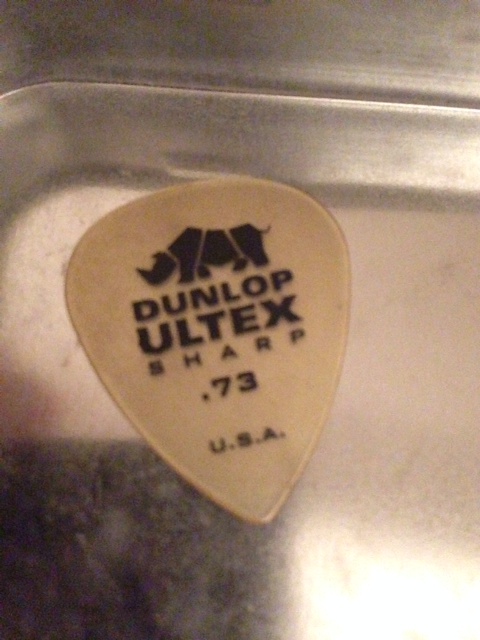 DUNLOP
ULTEX
SHARP
.73
U.S.A.